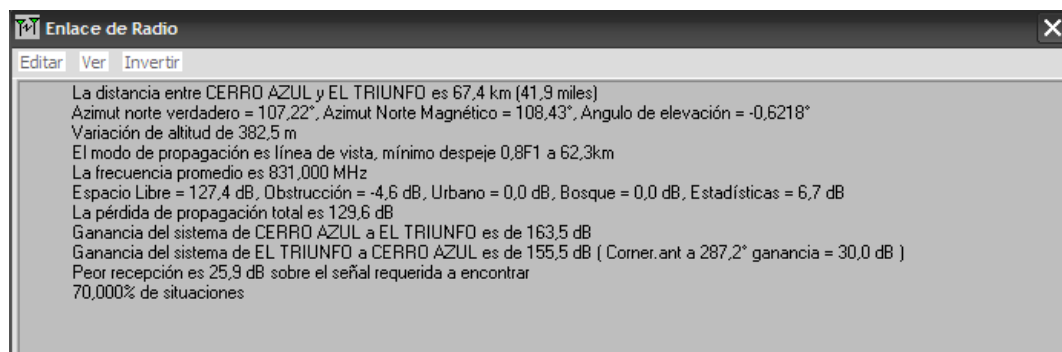 Enlace de Radio
Editar Ver Invertir
La distancia entre CERRO AZUL y EL TRIUNFO es 67,4 km (41,9 miles)
Azimut norte verdadero = 107,22°, Azimut Norte Magnético = 108,43°, Angulo de elevación = -0,6218°
Variación de altitud de 382,5 m
El modo de propagación es línea de vista, mínimo despeje 0,8F1 a 62,3km
La frecuencia promedio es 831,000 MHz
Espacio Libre = 127,4 dB, Obstrucción = -4,6 dB, Urbano = 0,0 dB, Bosque = 0,0 dB, Estadísticas = 6,7 dB
La pérdida de propagación total es 129,6 dB
Ganancia del sistema de CERRO AZUL a EL TRIUNFO es de 163,5 dB
Ganancia del sistema de EL TRIUNFO a CERRO AZUL es de 155,5 dB ( Corner.ant a 287,2° ganancia = 30,0 dB )
Peor recepción es 25,9 dB sobre el señal requerida a encontrar
70,000% de situaciones